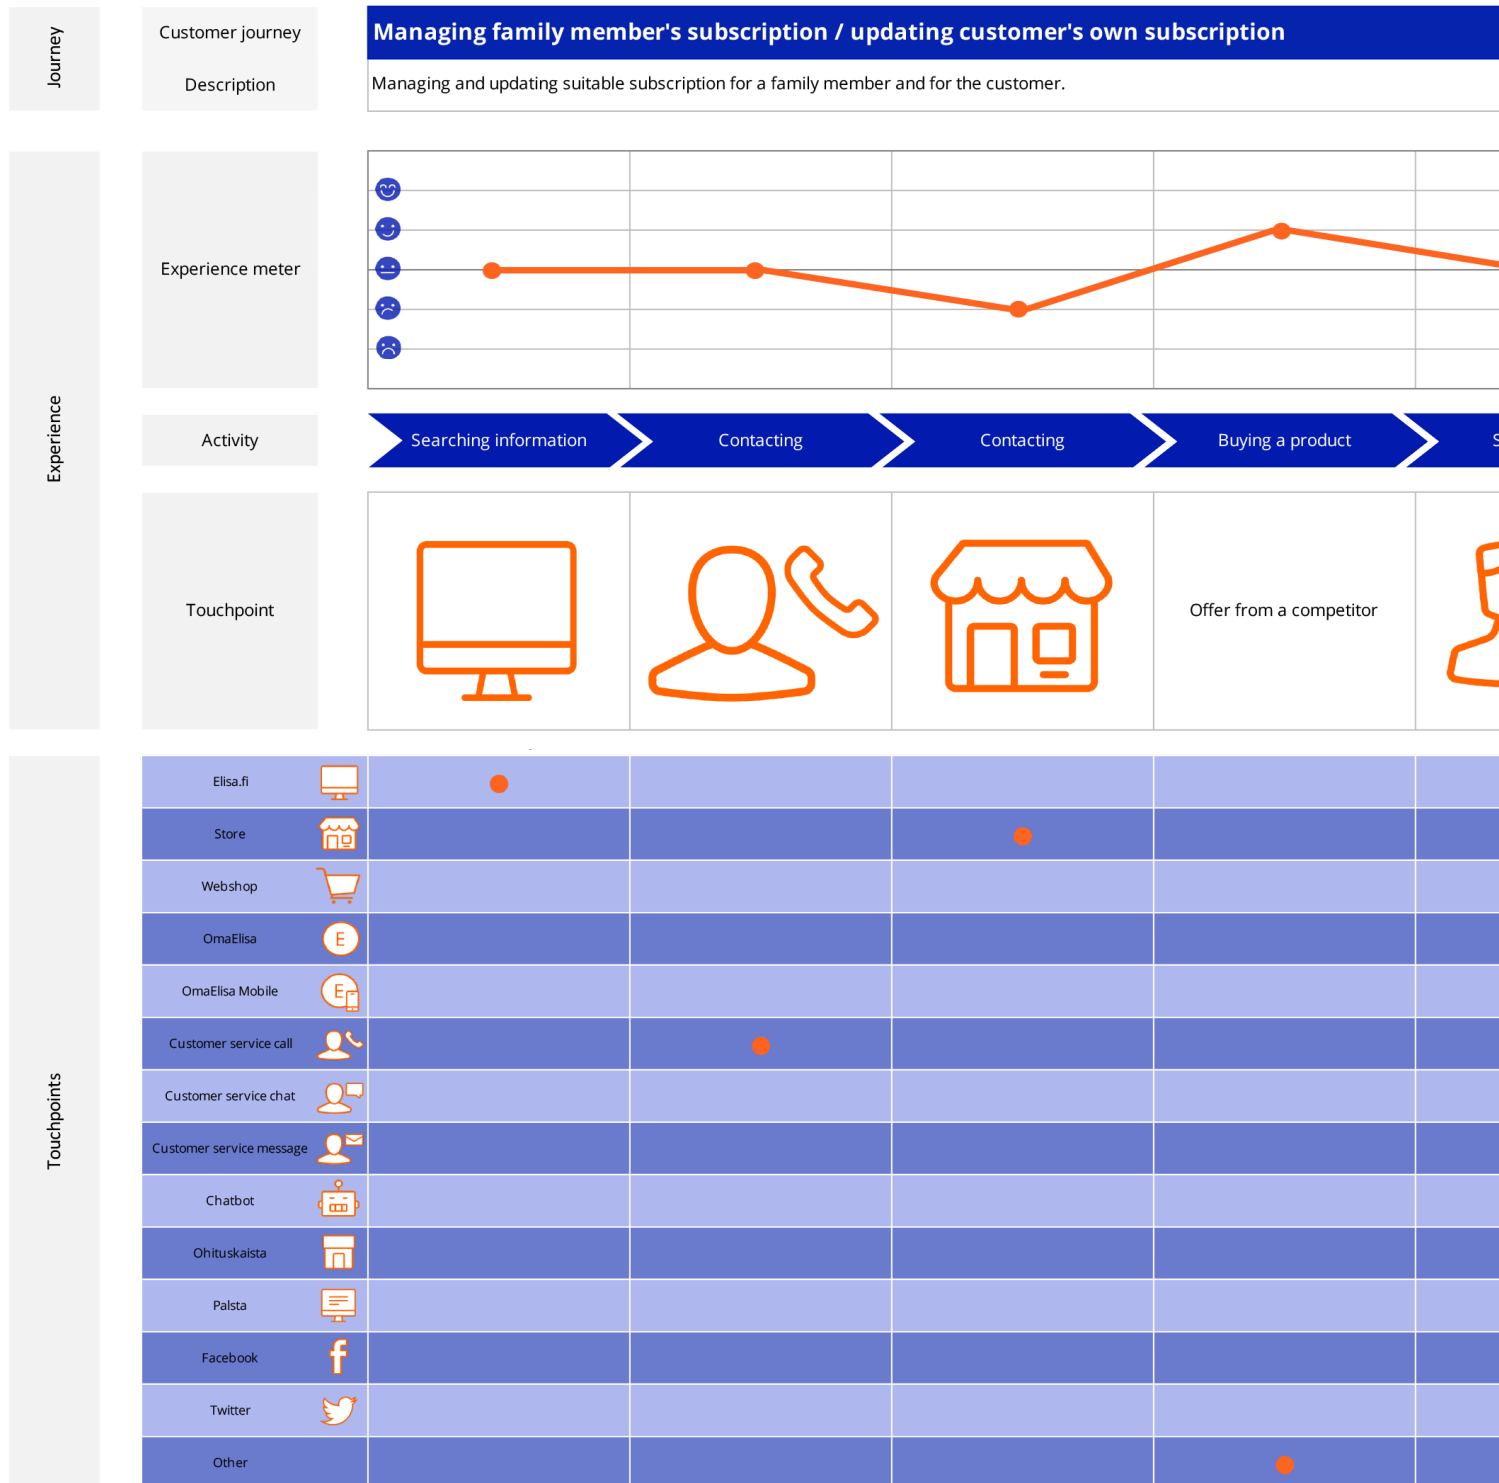 Journey
Customer journey
Managing family member's subscription / updating customer's own subscription
Description
Managing and updating suitable subscription for a family member and for the customer.
Experience
Experience meter
Activity
Searching information
Contacting
Contacting
Buying a product
S
Touchpoint
Offer from a competitor
Touchpoints
Elisa.fi
Store
Webshop
OmaElisa
E
OmaElisa Mobile
E
Customer service call
Customer service chat
Customer service message
Chatbot
Ohituskaista
Palsta
Facebook
f
Twitter
Other